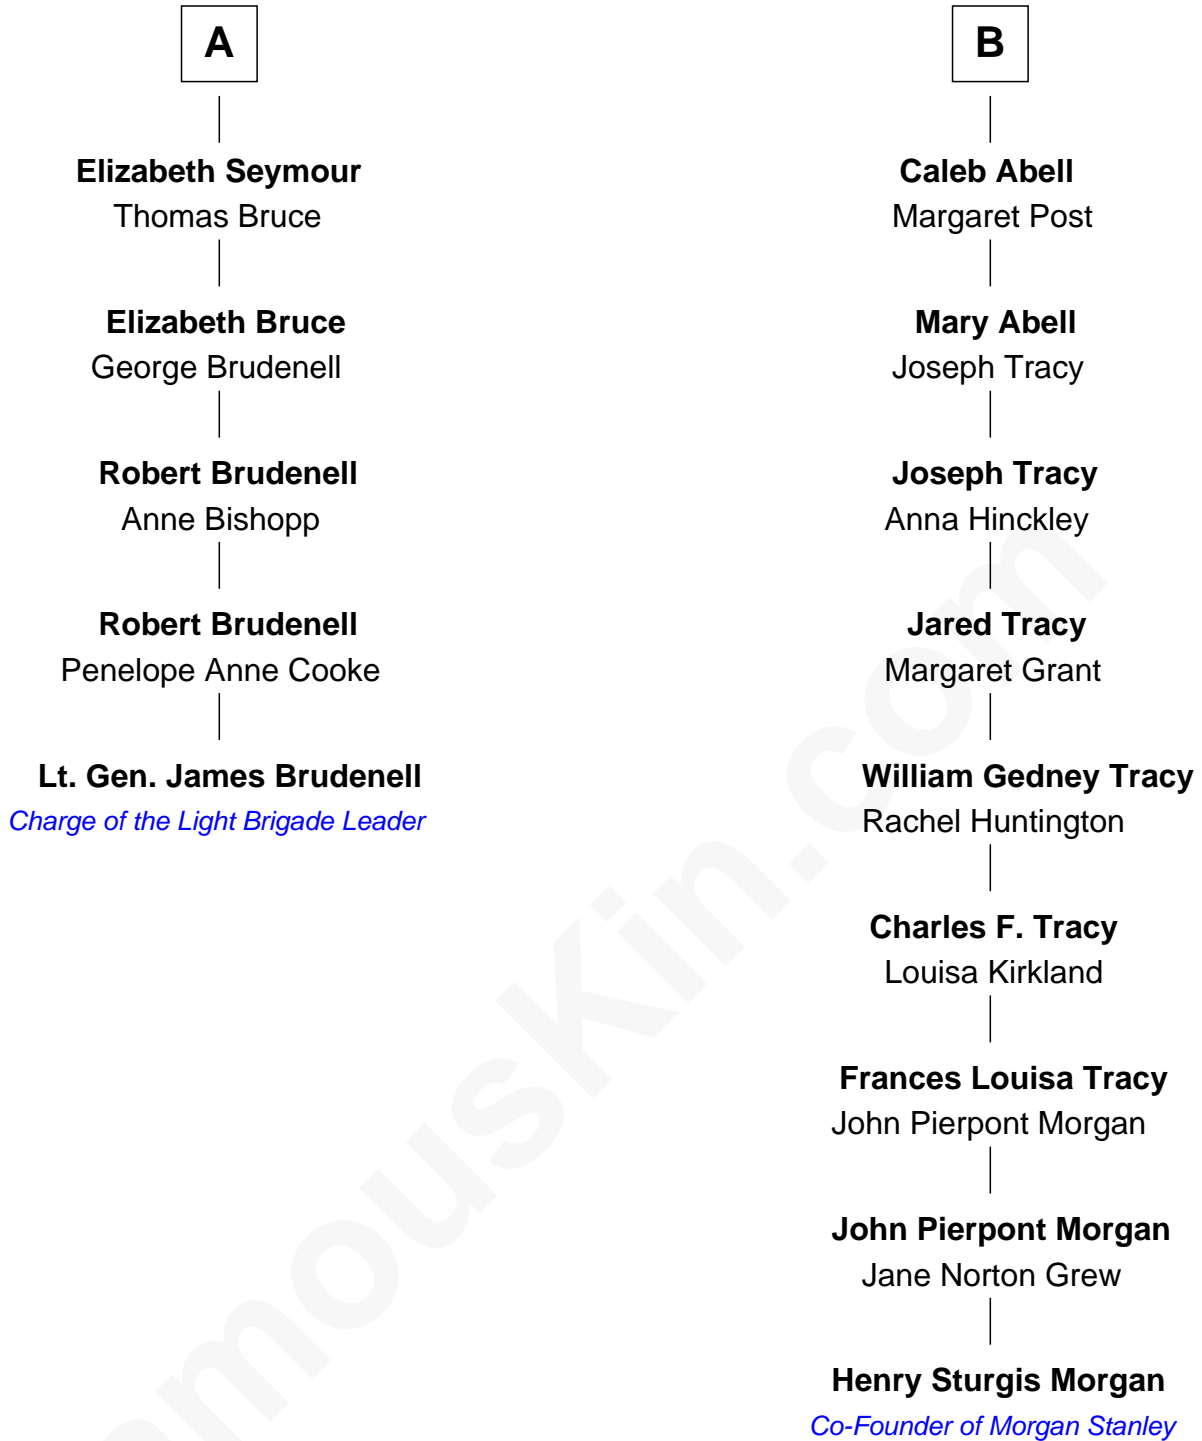 A
Elizabeth Seymour
Thomas Bruce
Elizabeth Bruce
George Brudenell
Robert Brudenell
Anne Bishopp
Robert Brudenell
Penelope Anne Cooke
Lt. Gen. James Brudenell
Charge of the Light Brigade Leader
B
Caleb Abell
Margaret Post
Mary Abell
Joseph Tracy
Joseph Tracy
Anna Hinckley
Jared Tracy
Margaret Grant
William Gedney Tracy
Rachel Huntington
Charles F. Tracy
Louisa Kirkland
Frances Louisa Tracy
John Pierpont Morgan
John Pierpont Morgan
Jane Norton Grew
Henry Sturgis Morgan
Co-Founder of Morgan Stanley
amouskin.com